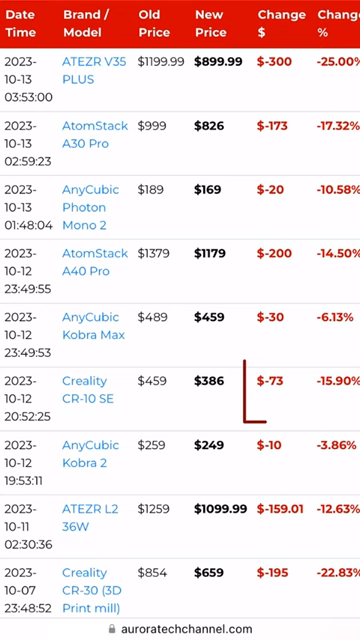 Date Time Brand / Model Old Price New Price Change $ Chang %
2023-10-13 03:53:00 ATEZR V35 PLUS $1199.99 $899.99 $-300 -25.00%
2023-10-13 02:59:23 AtomStack A30 Pro $999 $826 $-173 -17.32%
2023-10-13 01:48:04 AnyCubic Photon Mono 2 $189 $169 $-20 -10.58%
2023-10-12 23:49:55 AtomStack A40 Pro $1379 $1179 $-200 -14.50%
2023-10-12 23:49:53 AnyCubic Kobra Max $489 $459 $-30 -6.13%
2023-10-12 20:52:25 Creality CR-10 SE $459 $386 $-73 -15.90%
2023-10-12 19:53:11 AnyCubic Kobra 2 $259 $249 $-10 -3.86%
2023-10-11 02:30:36 ATEZR L2 36W $1259 $1099.99 $-159.01 -12.63%
2023-10-07 23:48:52 Creality CR-30 (3D Print mill) $854 $659 $-195 -22.83%
auroratechchannel.com